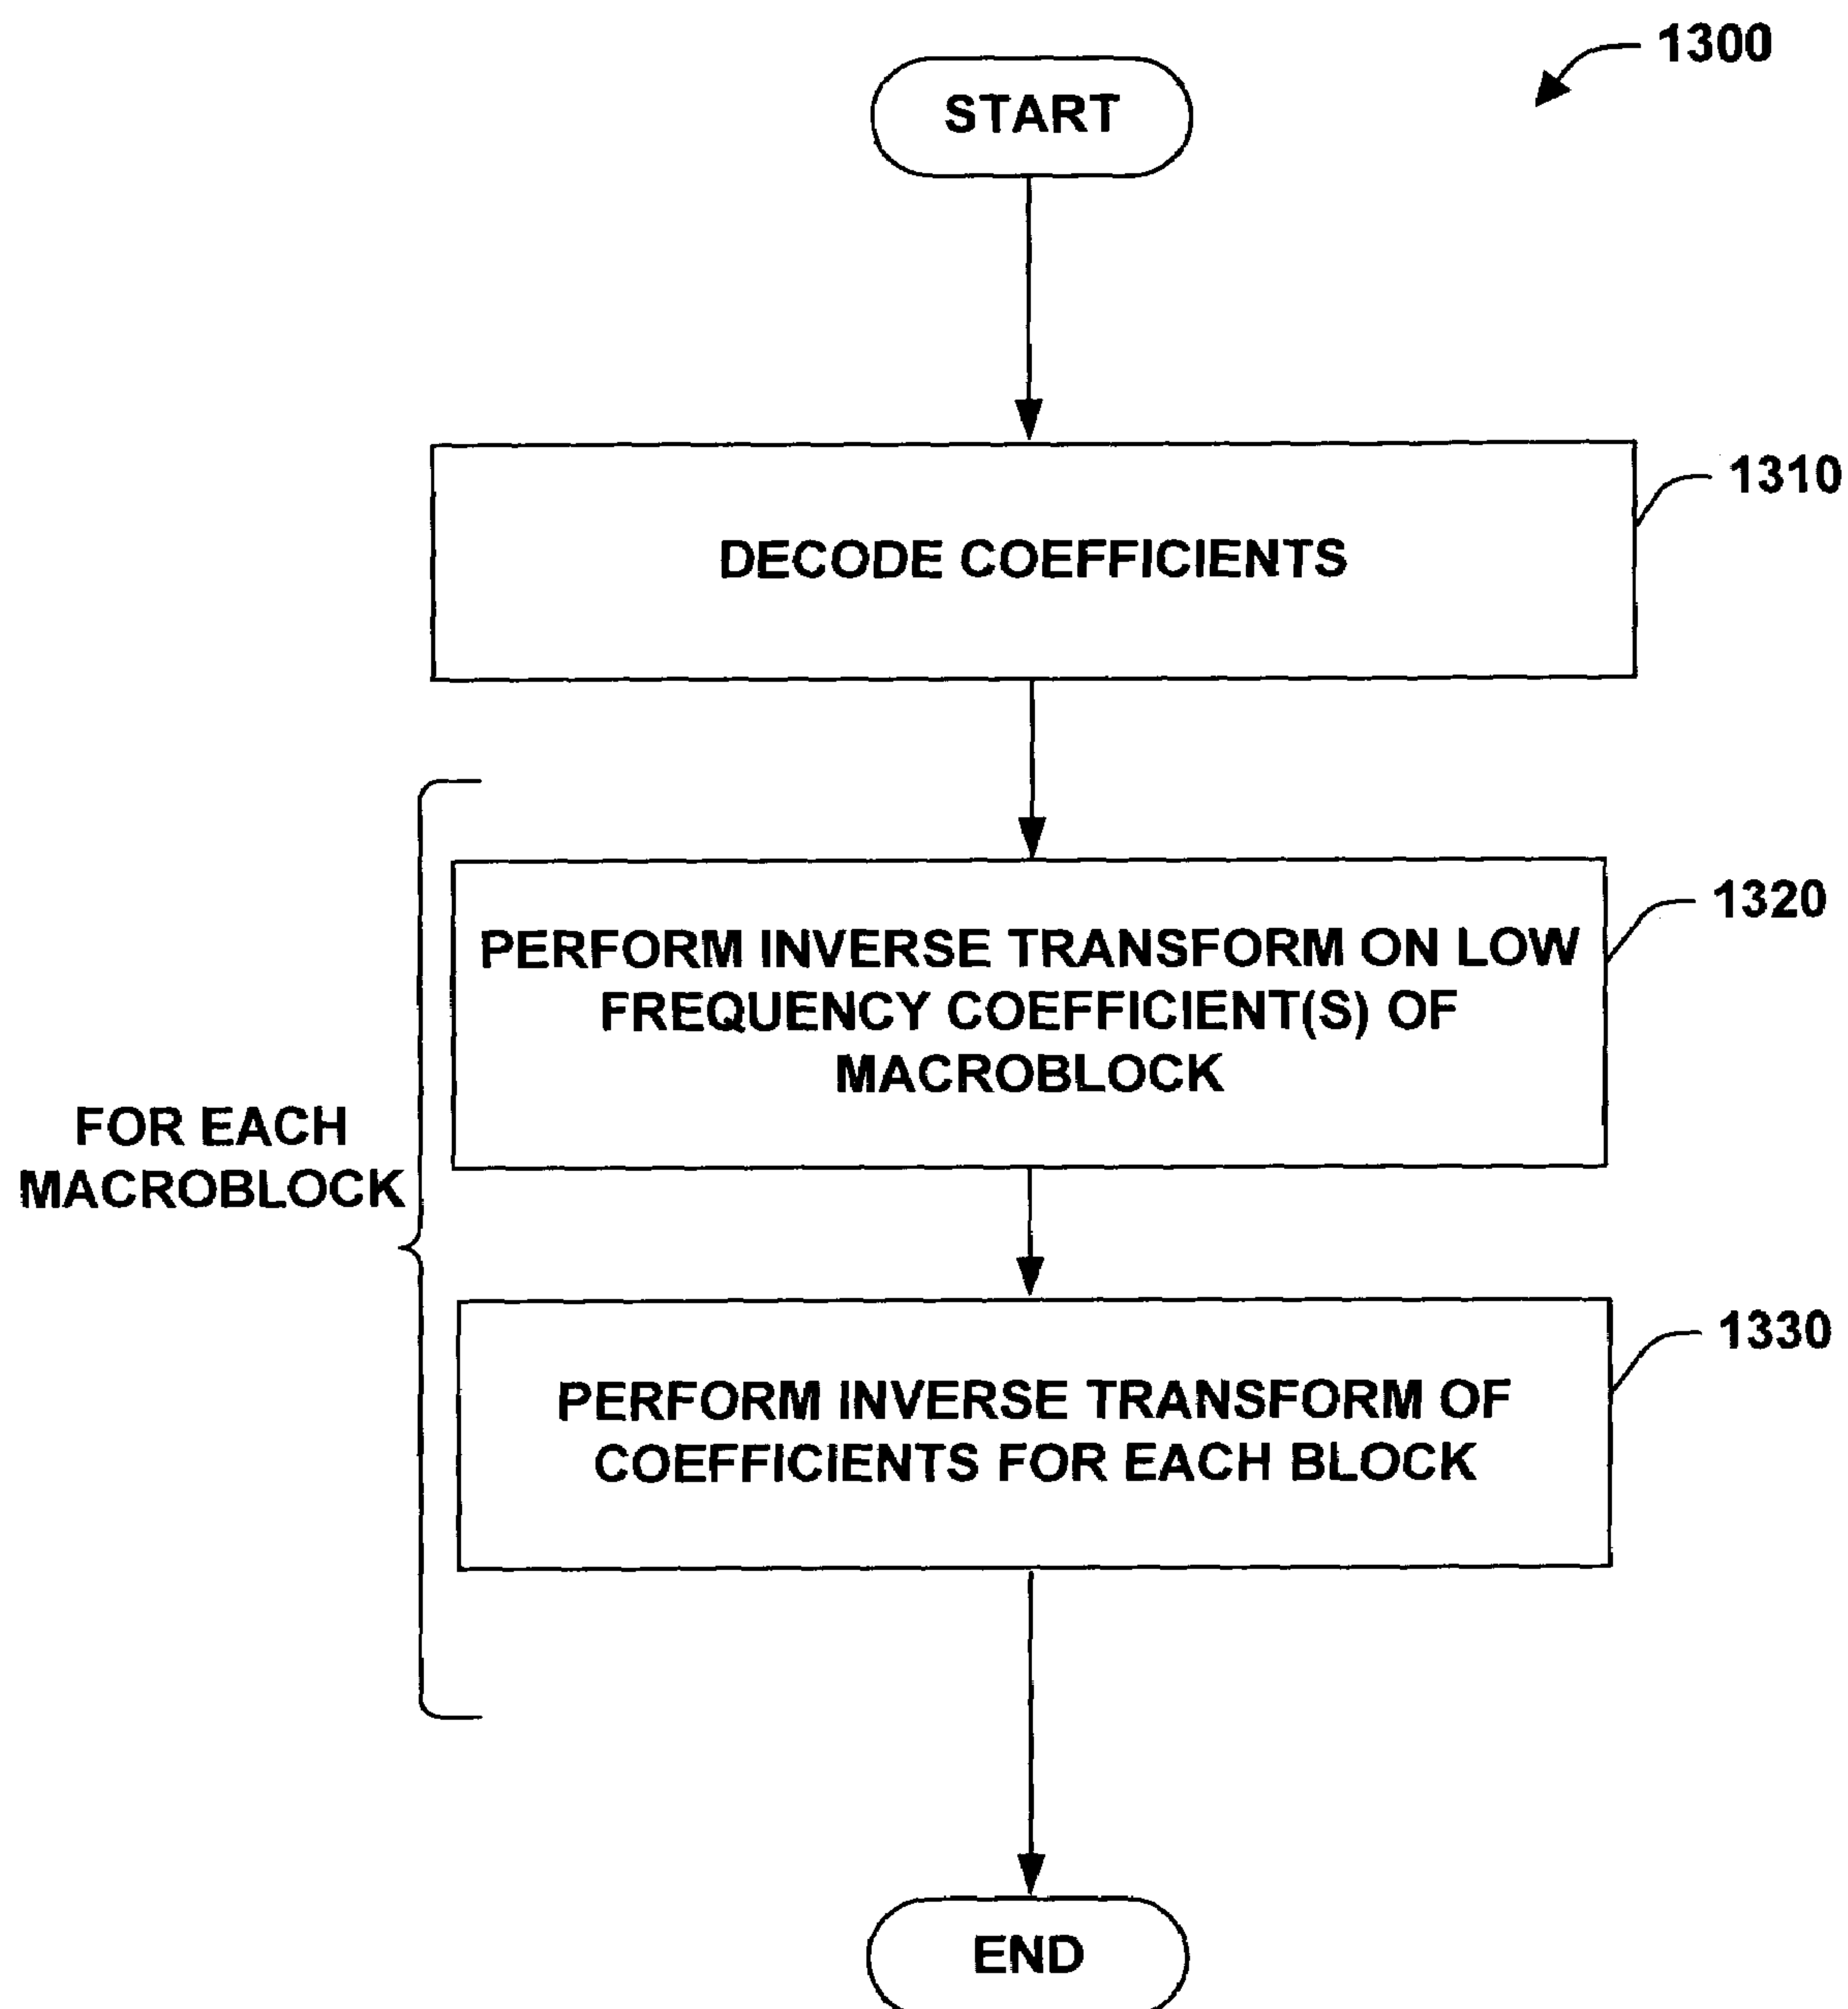 1300
START
1310
DECODE COEFFICIENTS
1320
PERFORM INVERSE TRANSFORM ON LOW
FREQUENCY COEFFICIENT(S) OF
MACROBLOCK
FOR EACH
MACROBLOCK
1330
PERFORM INVERSE TRANSFORM OF
COEFFICIENTS FOR EACH BLOCK
END